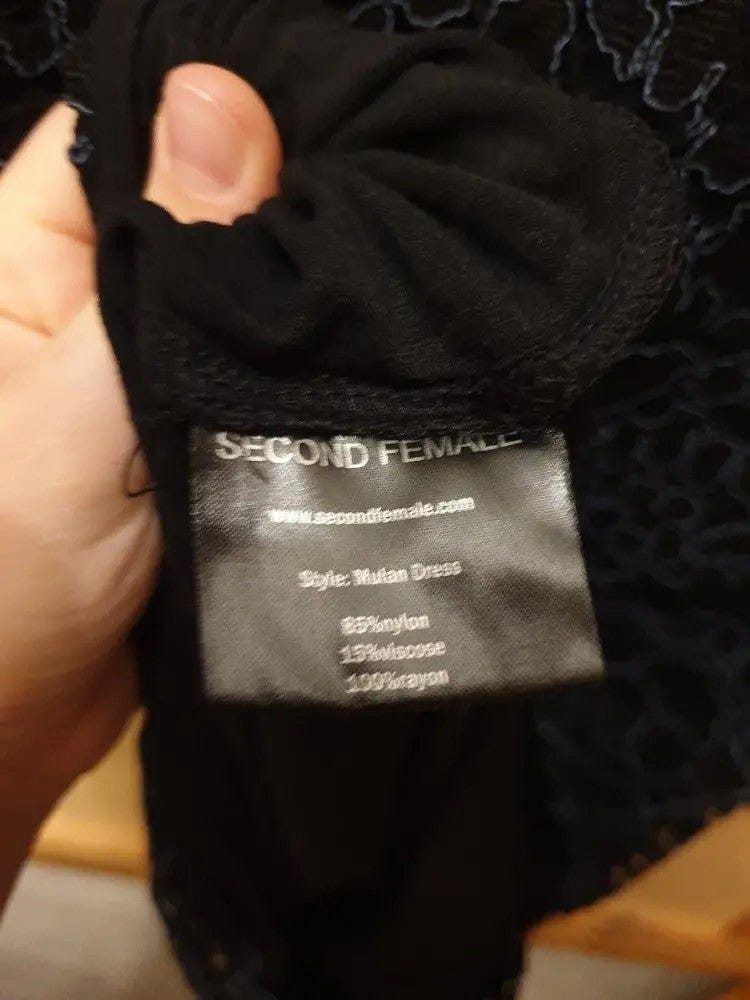 SECOND FEMALE
www.secondfemale.com
Style: Mulan Dress
85%nylon
15%viscose
100%rayon